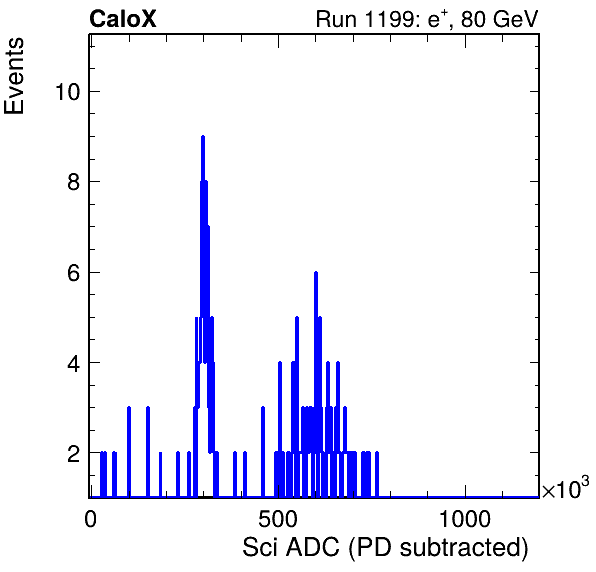 CaloX Run 1199: e⁺, 80 GeV
Events
10
8
6
4
2
0 500 1000 ×10³
Sci ADC (PD subtracted)